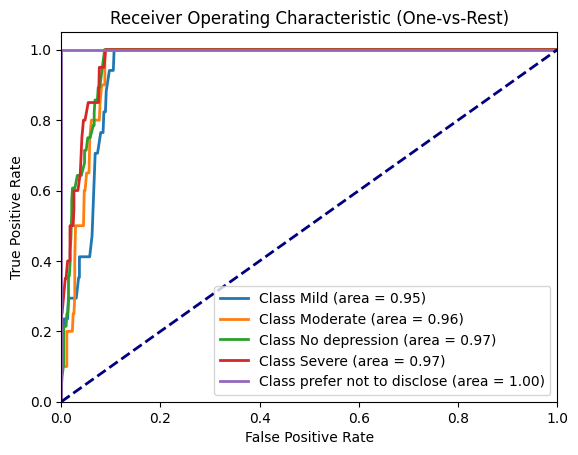 Receiver Operating Characteristic (One-vs-Rest)
True Positive Rate
1.0
0.8
0.6
0.4
0.2
0.0
Class Mild (area = 0.95)
Class Moderate (area = 0.96)
Class No depression (area = 0.97)
Class Severe (area = 0.97)
Class prefer not to disclose (area = 1.00)
0.0 0.2 0.4 0.6 0.8 1.0
False Positive Rate